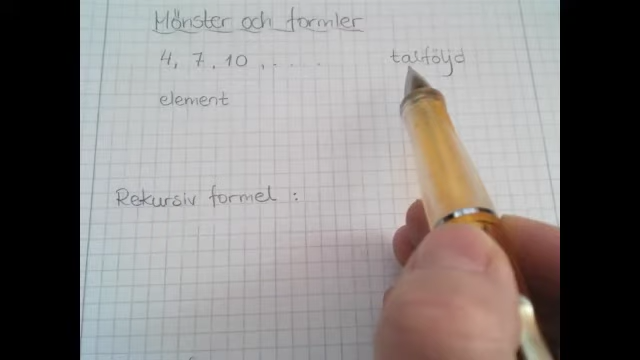 Mönster och formler
4, 7, 10, . . . . talföljd
element
Rekursiv formel :